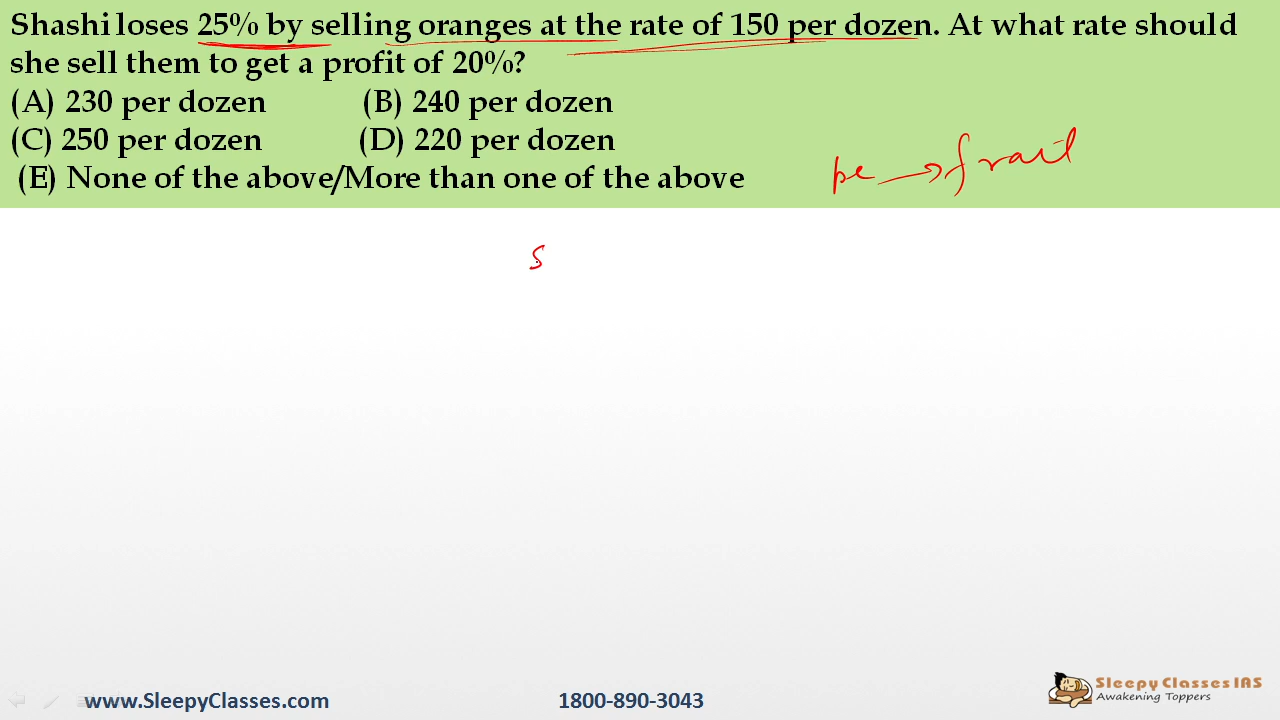 Shashi loses 25% by selling oranges at the rate of 150 per dozen. At what rate should
she sell them to get a profit of 20%?
(A) 230 per dozen (B) 240 per dozen
(C) 250 per dozen (D) 220 per dozen
(E) None of the above/More than one of the above
S
www.SleepyClasses.com 1800-890-3043
Sleepy Classes IAS
Awakening Toppers